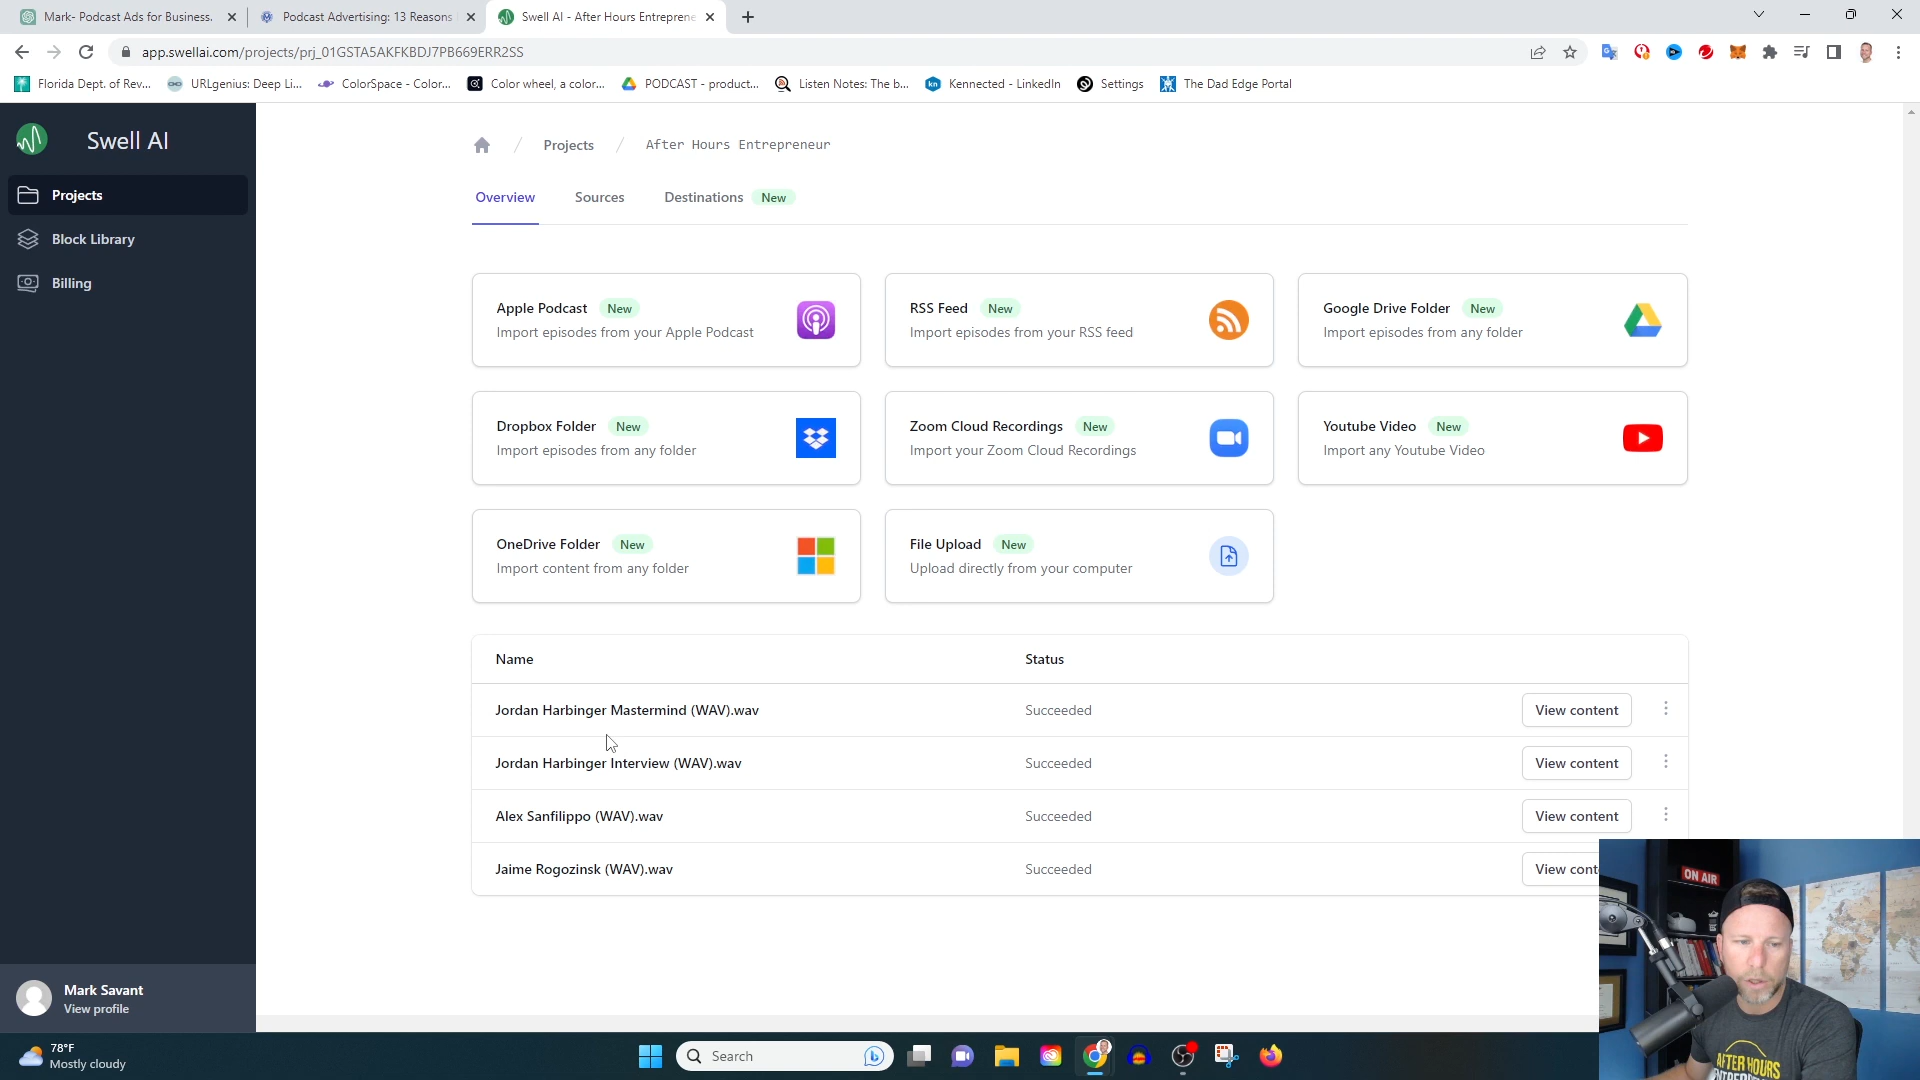 Mark- Podcast Ads for Business.
Podcast Advertising: 13 Reasons
Swell AI - After Hours Entreprene
app.swellai.com/projects/prj_01GSTA5AKFKBDJ7PB669ERR2SS
Florida Dept. of Rev...
URLgenius: Deep Li...
ColorSpace - Color...
Color wheel, a color...
PODCAST - product...
Listen Notes: The b...
kn
Kennected - LinkedIn
Settings
The Dad Edge Portal
Swell AI
Projects
Block Library
Billing
Projects / After Hours Entrepreneur
Overview
Sources
Destinations New
Apple Podcast New
Import episodes from your Apple Podcast
RSS Feed New
Import episodes from your RSS feed
Google Drive Folder New
Import episodes from any folder
Dropbox Folder New
Import episodes from any folder
Zoom Cloud Recordings New
Import your Zoom Cloud Recordings
Youtube Video New
Import any Youtube Video
OneDrive Folder New
Import content from any folder
File Upload New
Upload directly from your computer
Name Status
Jordan Harbinger Mastermind (WAV).wav Succeeded View content
Jordan Harbinger Interview (WAV).wav Succeeded View content
Alex Sanfilippo (WAV).wav Succeeded View content
Jaime Rogozinsk (WAV).wav Succeeded View cont
ON AIR
AFTER HOURS
ENTREPRENEUR
Mark Savant
View profile
78°F
Mostly cloudy
Search